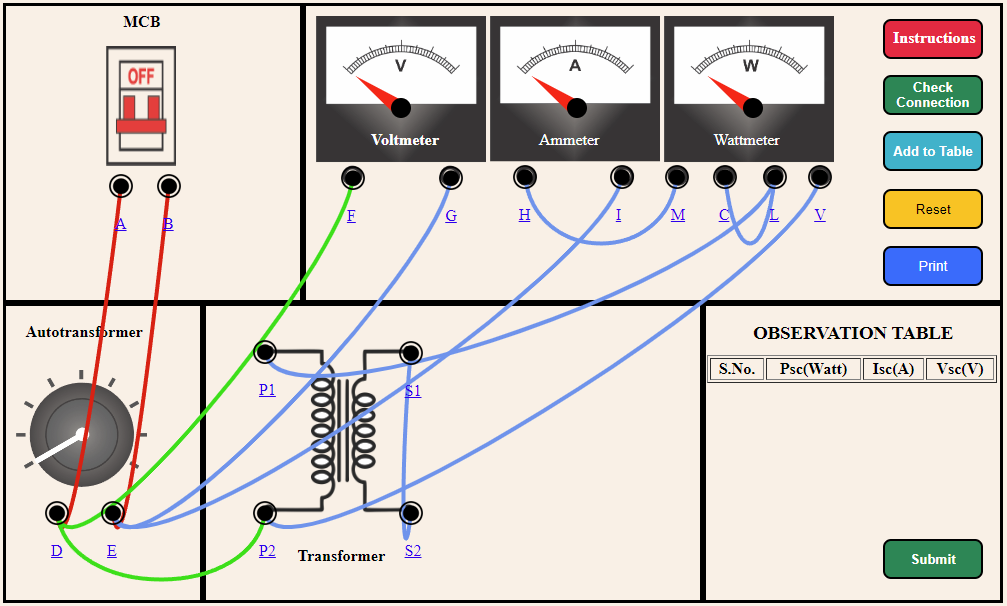 MCB
OFF
A B
V
Voltmeter
A
Ammeter
W
Wattmeter
F G H I M C L V
Instructions
Check
Connection
Add to Table
Reset
Print
Autotransformer
D E
P1
S1
P2
S2
Transformer
OBSERVATION TABLE
S.No. Psc(Watt) Isc(A) Vsc(V)
Submit